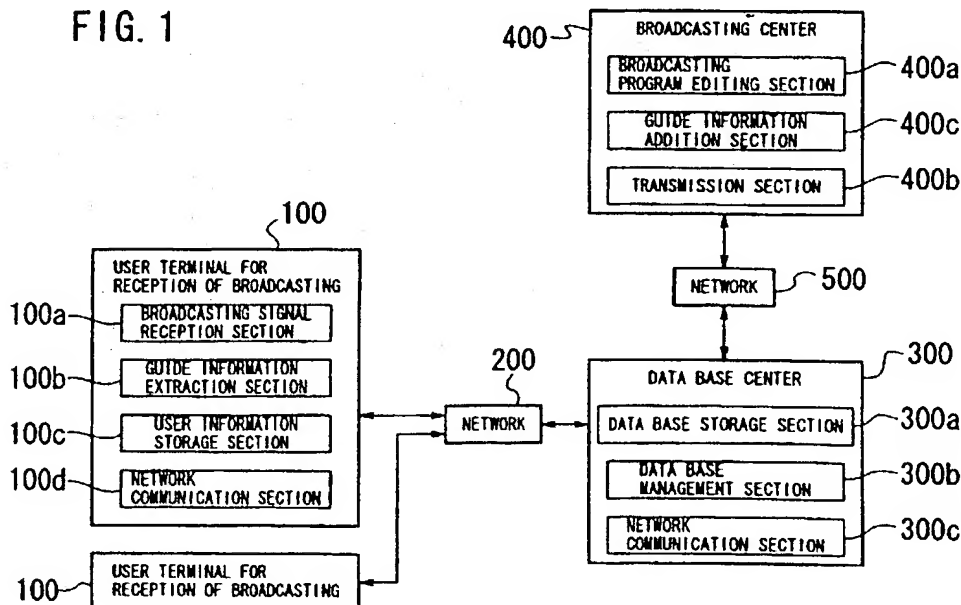 FIG. 1
400
BROADCASTING CENTER
BROADCASTING
PROGRAM EDITING SECTION
400a
GUIDE INFORMATION
ADDITION SECTION
400c
TRANSMISSION SECTION
400b
NETWORK
500
100
USER TERMINAL FOR
RECEPTION OF BROADCASTING
100a
BROADCASTING SIGNAL
RECEPTION SECTION
100b
GUIDE INFORMATION
EXTRACTION SECTION
100c
USER INFORMATION
STORAGE SECTION
100d
NETWORK
COMMUNICATION SECTION
200
NETWORK
300
DATA BASE CENTER
DATA BASE STORAGE SECTION
300a
DATA BASE
MANAGEMENT SECTION
300b
NETWORK
COMMUNICATION SECTION
300c
100
USER TERMINAL FOR
RECEPTION OF BROADCASTING